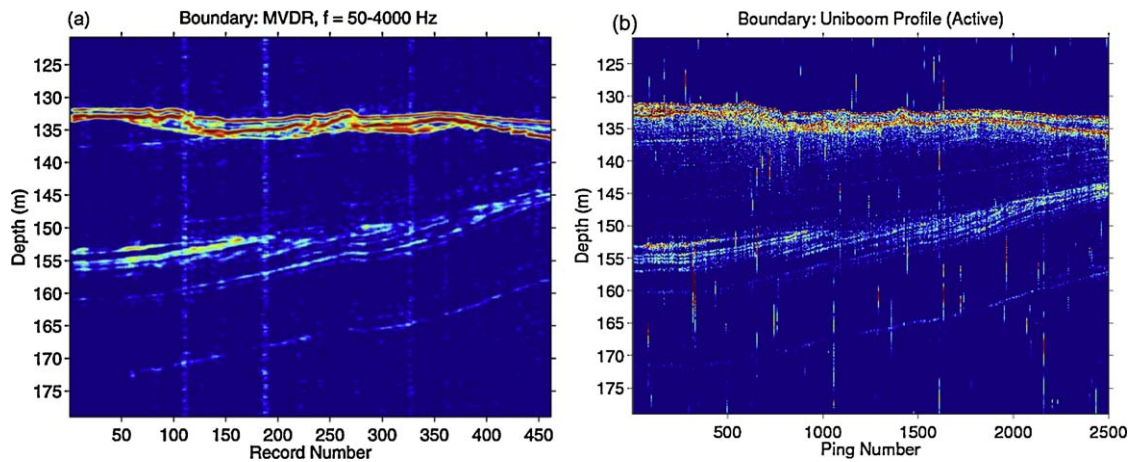 (a) Boundary: MVDR, f = 50-4000 Hz
125
130
135
140
145
150
155
160
165
170
175
Depth (m)
50 100 150 200 250 300 350 400 450
Record Number
(b) Boundary: Uniboom Profile (Active)
125
130
135
140
145
150
155
160
165
170
175
Depth (m)
500 1000 1500 2000 2500
Ping Number